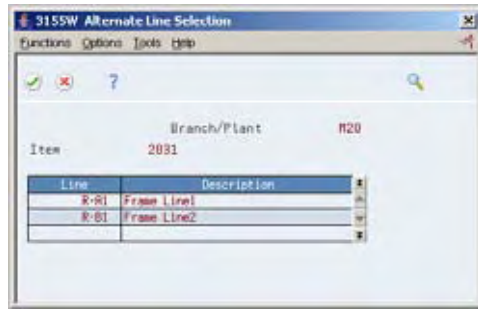 3155W Alternate Line Selection
Functions Options Tools Help
?
Branch/Plant M20
Item 2031
Line Description
R-A1 Frame Line1
R-B1 Frame Line2